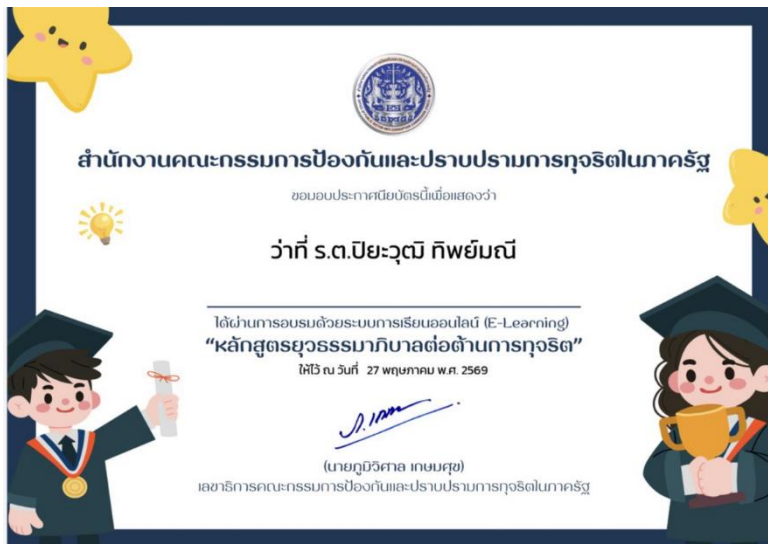 สำนักงานคณะกรรมการป้องกันและปราบปรามการทุจริตในภาครัฐ
ขอมอบประกาศนียบัตรนี้เพื่อแสดงว่า
ว่าที่ ร.ต.ปิยะวุฒิ ทิพย์มณี
ได้ผ่านการอบรมด้วยระบบการเรียนออนไลน์ (E-Learning)
“หลักสูตรยุวธรรมาภิบาลต่อต้านการทุจริต”
ให้ไว้ ณ วันที่ 27 พฤษภาคม พ.ศ. 2569
(นายภูมิวิศาล เกษมศุข)
เลขาธิการคณะกรรมการป้องกันและปราบปรามการทุจริตในภาครัฐ